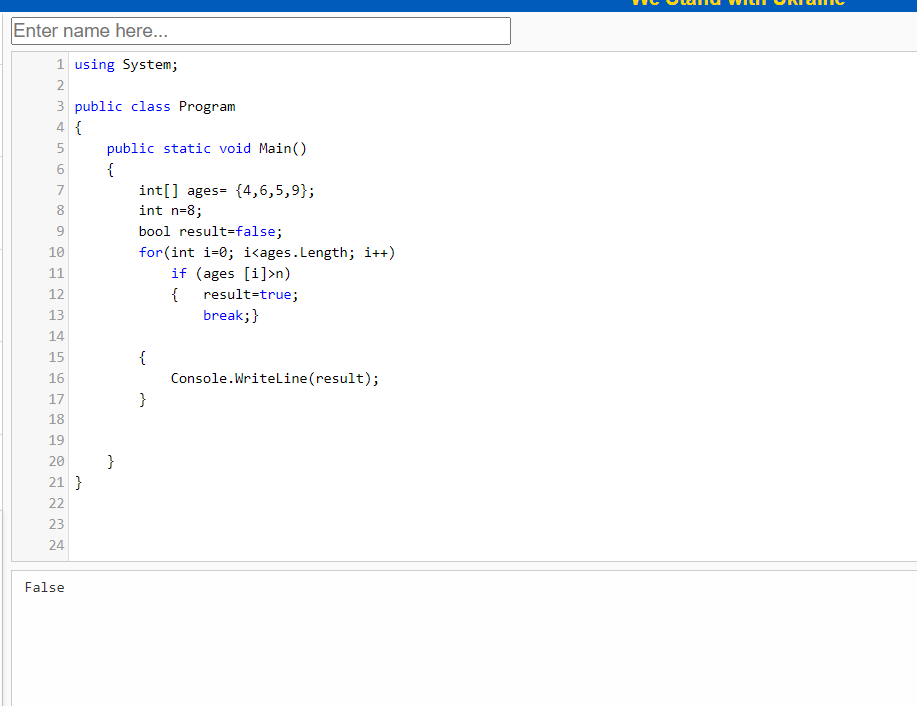 We Stand with Ukraine
Enter name here...
1 using System;
2
3 public class Program
4 {
5 public static void Main()
6 {
7 int[] ages= {4,6,5,9};
8 int n=8;
9 bool result=false;
10 for(int i=0; i<ages.Length; i++)
11 if (ages [i]>n)
12 { result=true;
13 break;}
14
15 {
16 Console.WriteLine(result);
17 }
18
19
20 }
21 }
22
23
24
False